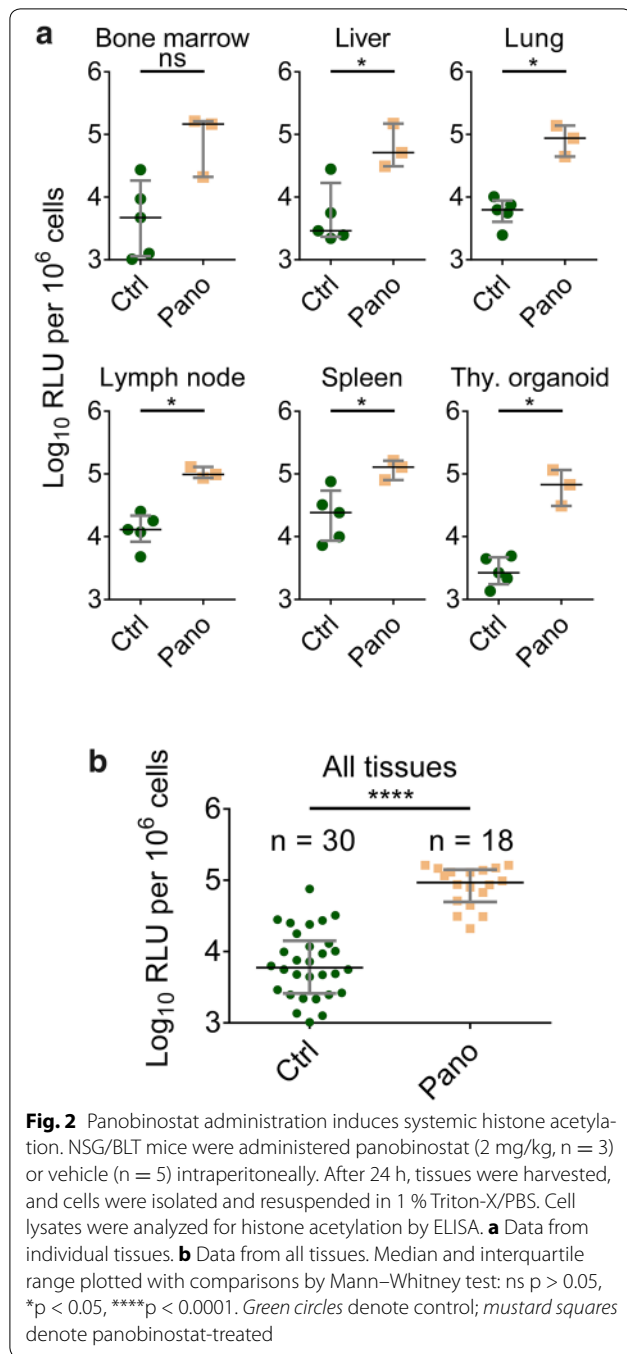 a
Bone marrow Liver Lung
ns * *
Log10 RLU per 10^6 cells
6 6 6
5 5 5
4 4 4
3 3 3
Ctrl Pano Ctrl Pano Ctrl Pano
Lymph node Spleen Thy. organoid
* * *
6 6 6
5 5 5
4 4 4
3 3 3
Ctrl Pano Ctrl Pano Ctrl Pano
b
All tissues
****
n = 30 n = 18
Log10 RLU per 10^6 cells
6
5
4
3
Ctrl Pano
Fig. 2 Panobinostat administration induces systemic histone acetyla-
tion. NSG/BLT mice were administered panobinostat (2 mg/kg, n = 3)
or vehicle (n = 5) intraperitoneally. After 24 h, tissues were harvested,
and cells were isolated and resuspended in 1 % Triton-X/PBS. Cell
lysates were analyzed for histone acetylation by ELISA. a Data from
individual tissues. b Data from all tissues. Median and interquartile
range plotted with comparisons by Mann–Whitney test: ns p > 0.05,
*p < 0.05, ****p < 0.0001. Green circles denote control; mustard squares
denote panobinostat-treated